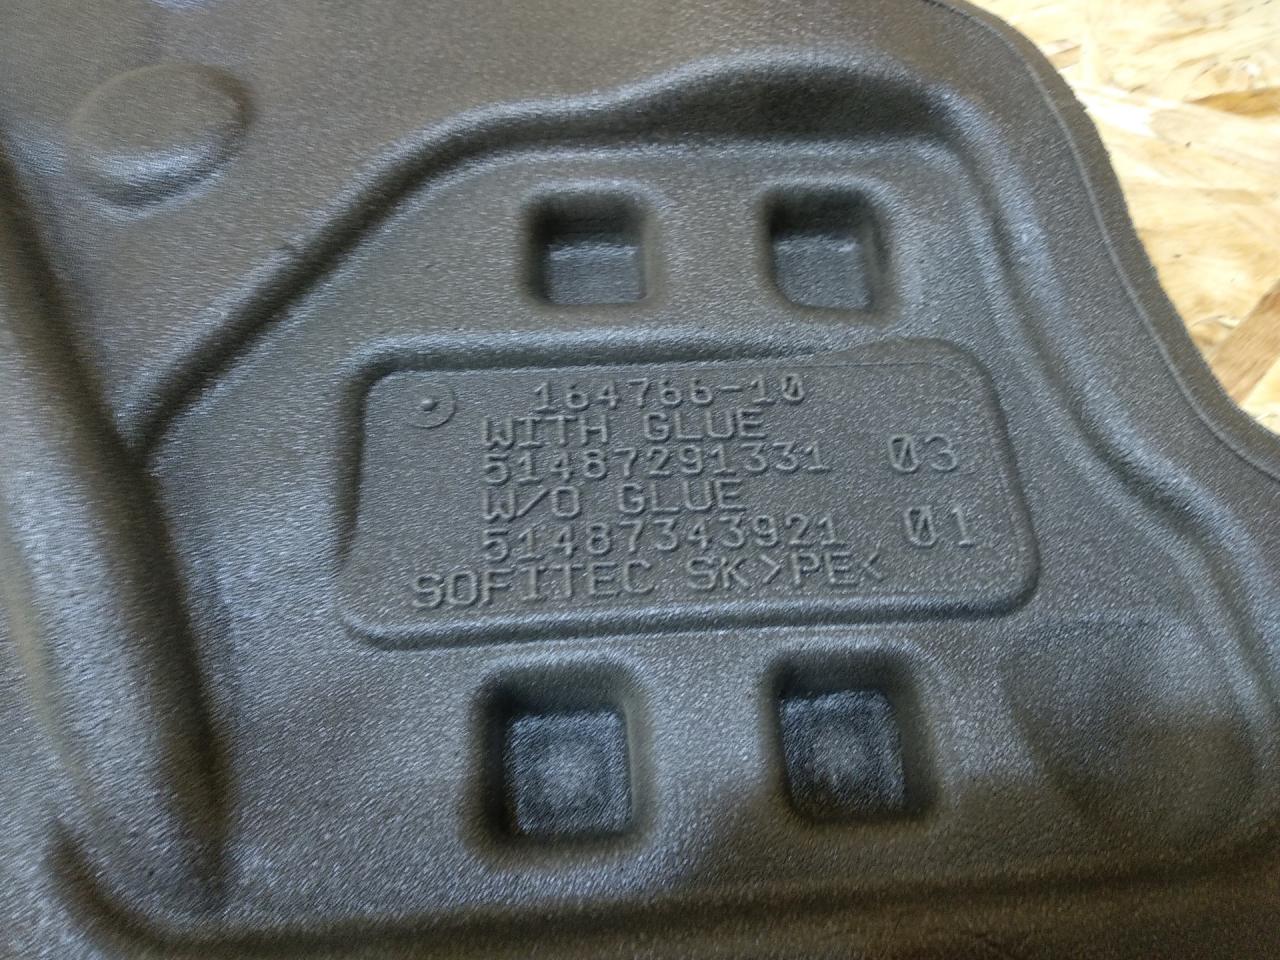 164766-10
WITH GLUE
51487291331 03
W/O GLUE
51487343921 01
SOFITEC SK >PE<